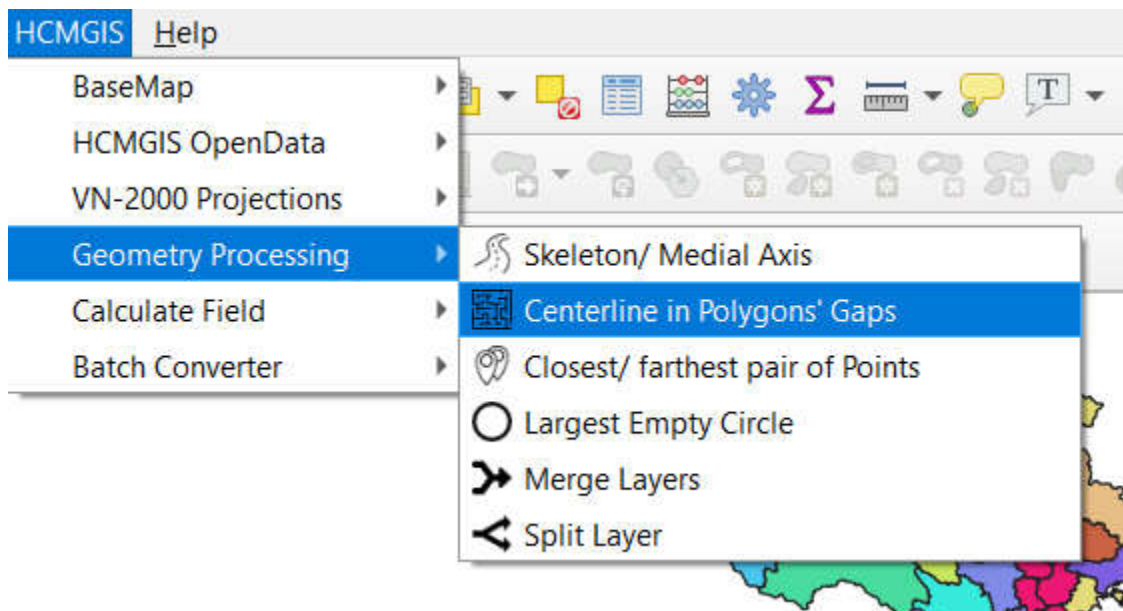 HCMGIS Help
BaseMap
HCMGIS OpenData
VN-2000 Projections
Geometry Processing
Calculate Field
Batch Converter
Skeleton/ Medial Axis
Centerline in Polygons' Gaps
Closest/ farthest pair of Points
Largest Empty Circle
Merge Layers
Split Layer